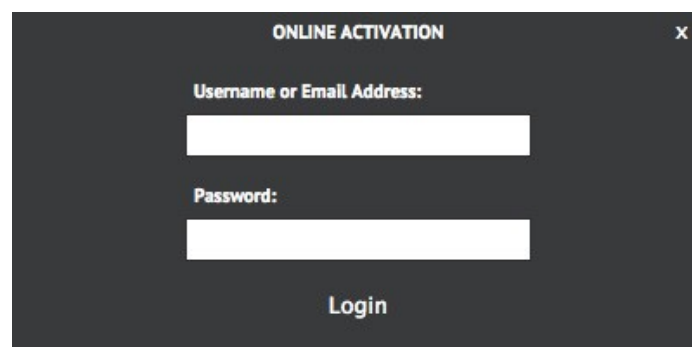 ONLINE ACTIVATION x
Username or Email Address:
Password:
Login